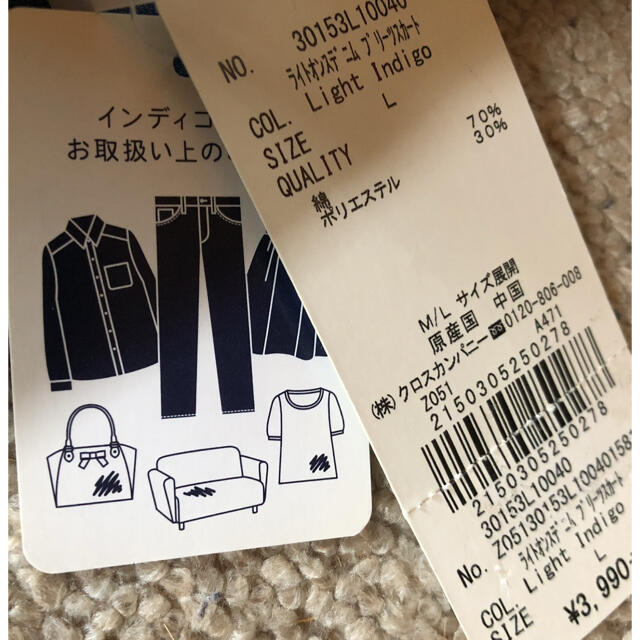 インディゴ
お取扱い上の
NO. 30153L10040
ライトオンスデニム プリーツスカート
COL. Light Indigo
SIZE L
QUALITY
綿 70%
ポリエステル 30%
M/L サイズ展開
原産国 中国
(株) クロスカンパニー 0120-806-008
Z051 A471
2150305250278
2150305250278
30153L10040
Z05130153L100401581
No. ライトオンスデニム プリーツスカート
COL. Light Indigo
SIZE L
¥3,990-